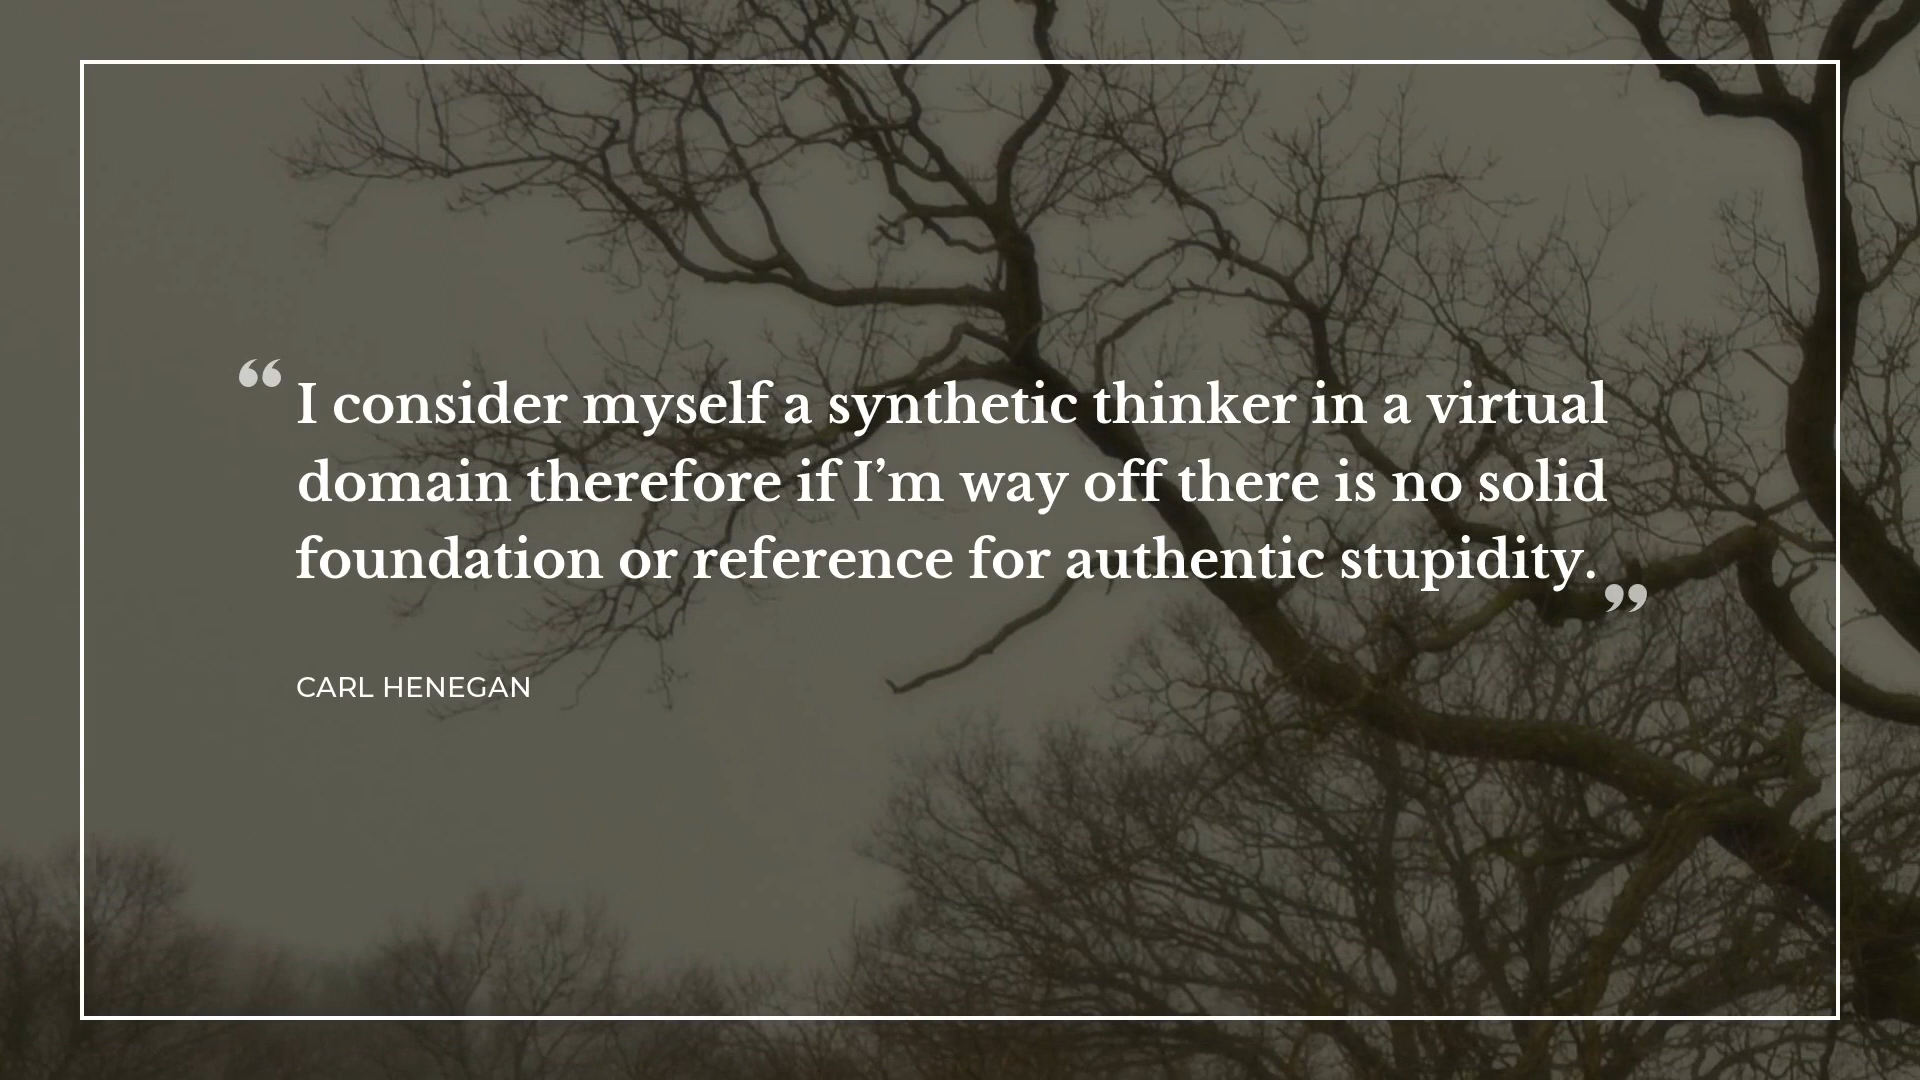 “I consider myself a synthetic thinker in a virtual
domain therefore if I’m way off there is no solid
foundation or reference for authentic stupidity.”
CARL HENEGAN